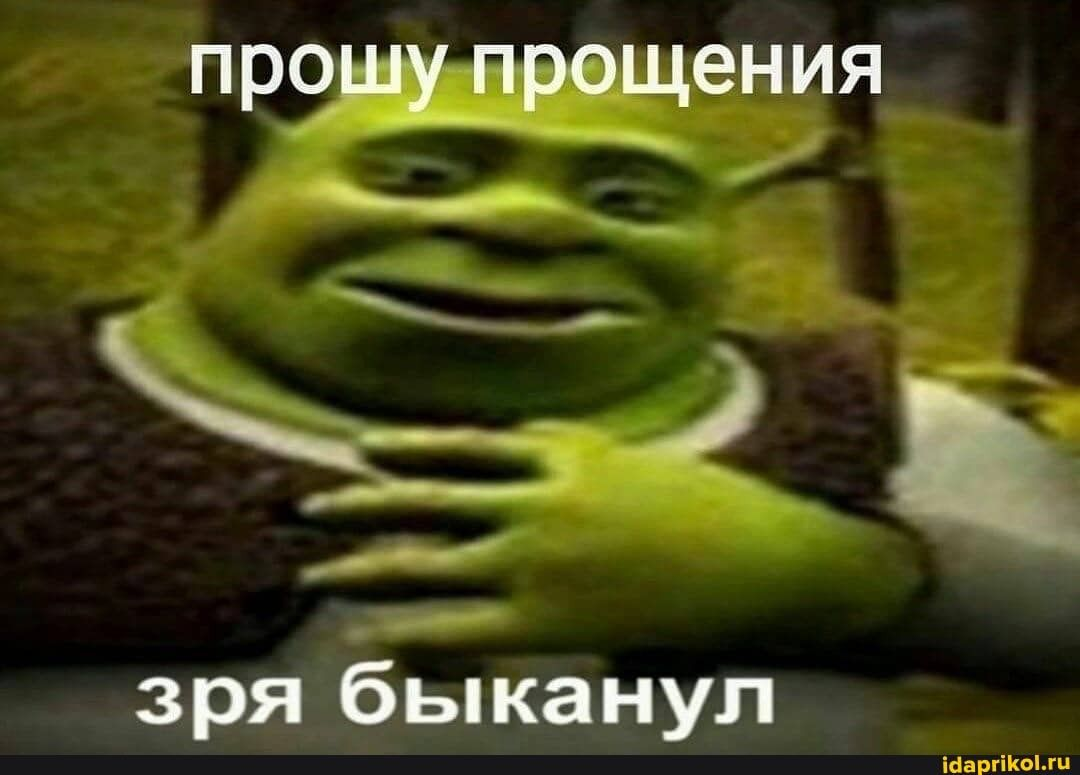 прошу прощения
зря быканул
idaprikol.ru